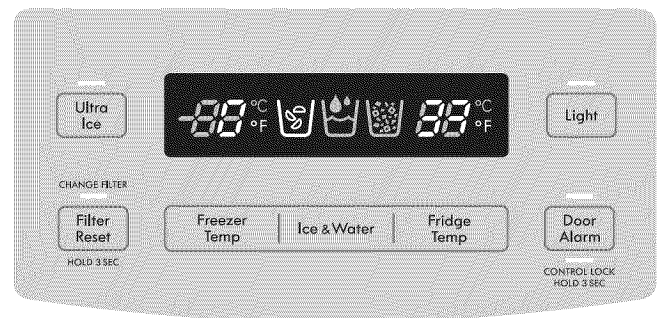 Ultra
Ice
°C
°F
°C
°F
Light
CHANGE FILTER
Filter
Reset
HOLD 3 SEC
Freezer
Temp
Ice & Water
Fridge
Temp
Door
Alarm
CONTROL LOCK
HOLD 3 SEC